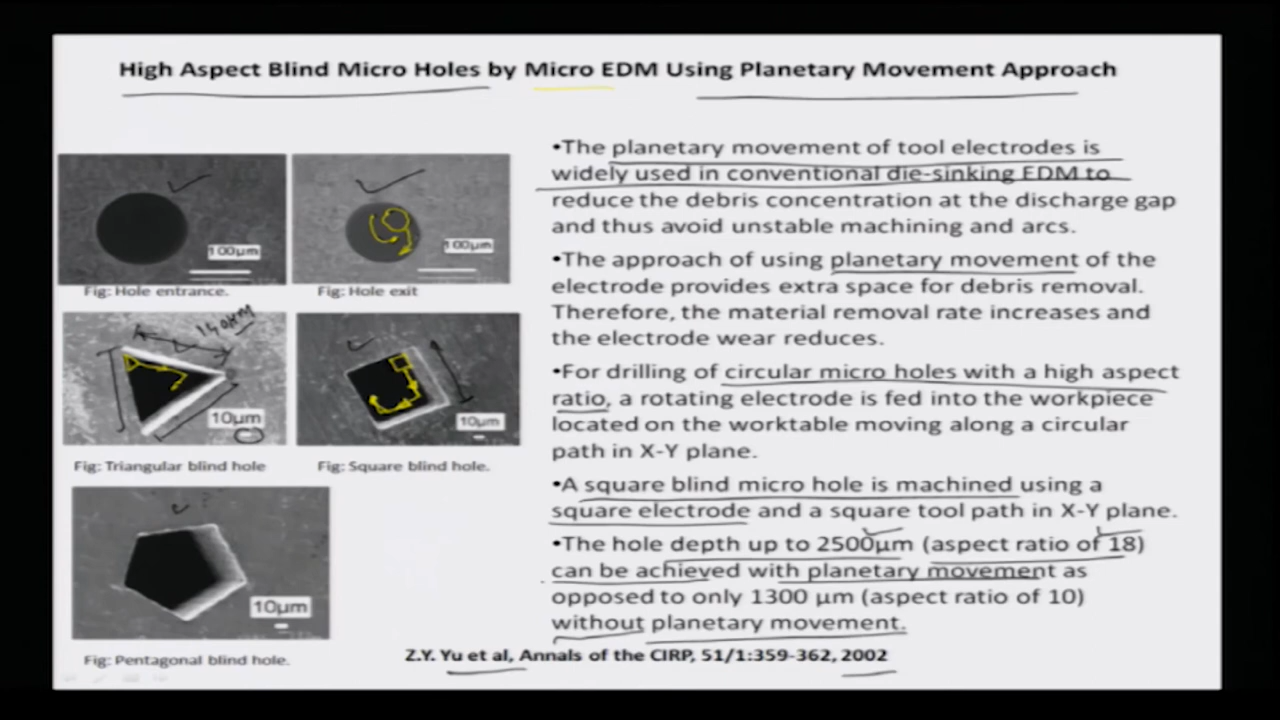 High Aspect Blind Micro Holes by Micro EDM Using Planetary Movement Approach
100μm
100μm
Fig: Hole entrance.
Fig: Hole exit
150μm
10μm
10μm
Fig: Triangular blind hole
Fig: Square blind hole.
10μm
Fig: Pentagonal blind hole.
•The planetary movement of tool electrodes is
widely used in conventional die-sinking EDM to
reduce the debris concentration at the discharge gap
and thus avoid unstable machining and arcs.
•The approach of using planetary movement of the
electrode provides extra space for debris removal.
Therefore, the material removal rate increases and
the electrode wear reduces.
•For drilling of circular micro holes with a high aspect
ratio, a rotating electrode is fed into the workpiece
located on the worktable moving along a circular
path in X-Y plane.
•A square blind micro hole is machined using a
square electrode and a square tool path in X-Y plane.
•The hole depth up to 2500μm (aspect ratio of 18)
can be achieved with planetary movement as
opposed to only 1300 μm (aspect ratio of 10)
without planetary movement.
Z.Y. Yu et al, Annals of the CIRP, 51/1:359-362, 2002